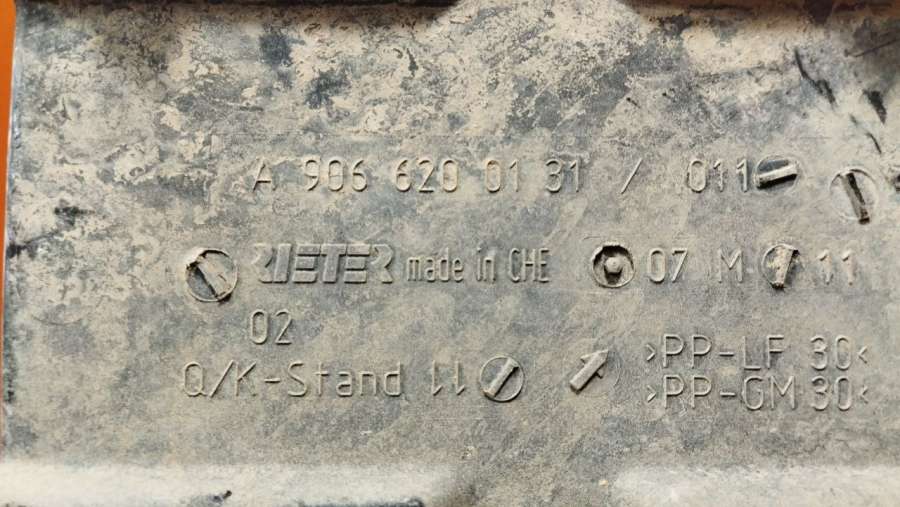 A 906 620 01 31 / 011
RIETER made in CHE 07 M 11
02
Q/K-Stand 11 >PP-LF 30<
>PP-GM 30<